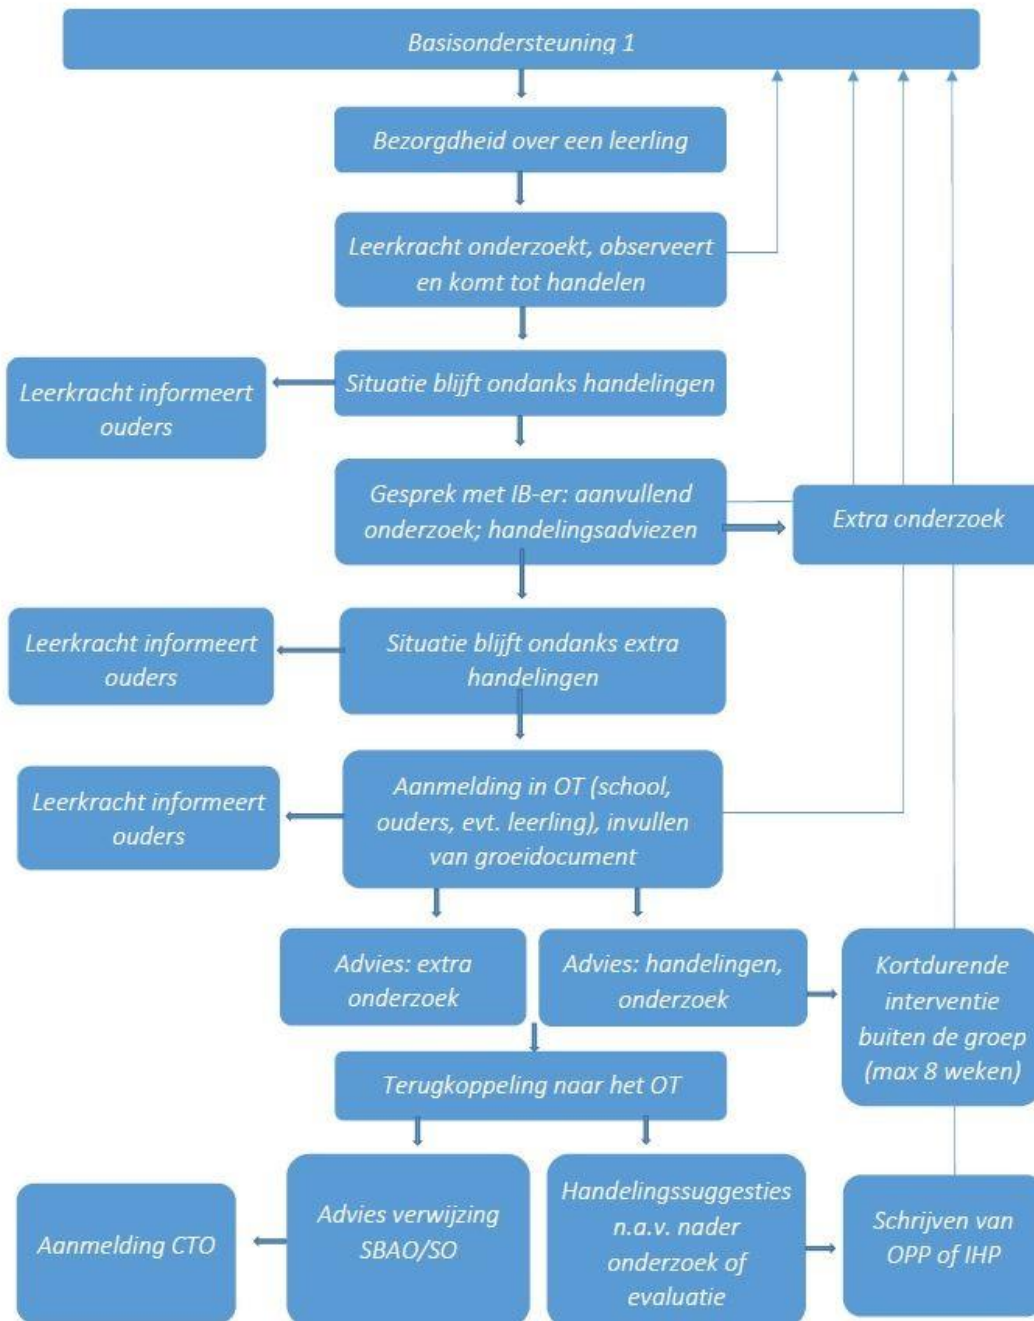 Basisondersteuning 1
Bezorgdheid over een leerling
Leerkracht onderzoekt, observeert
en komt tot handelen
Situatie blijft ondanks handelingen
Leerkracht informeert
ouders
Gesprek met IB-er: aanvullend
onderzoek; handelingsadviezen
Extra onderzoek
Situatie blijft ondanks extra
handelingen
Leerkracht informeert
ouders
Aanmelding in OT (school,
ouders, evt. leerling), invullen
van groeidocument
Leerkracht informeert
ouders
Advies: extra
onderzoek
Advies: handelingen,
onderzoek
Kortdurende
interventie
buiten de groep
(max 8 weken)
Terugkoppeling naar het OT
Aanmelding CTO
Advies verwijzing
SBAO/SO
Handelingssuggesties
n.a.v. nader
onderzoek of
evaluatie
Schrijven van
OPP of IHP